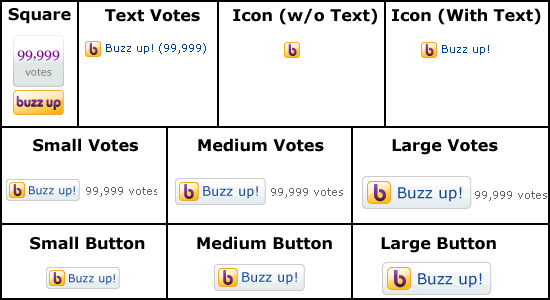 Square
99,999
votes
buzz up
Text Votes
Buzz up! (99,999)
Icon (w/o Text)
b
Icon (With Text)
Buzz up!
Small Votes
Buzz up! 99,999 votes
Medium Votes
Buzz up! 99,999 votes
Large Votes
Buzz up! 99,999 votes
Small Button
Buzz up!
Medium Button
Buzz up!
Large Button
Buzz up!